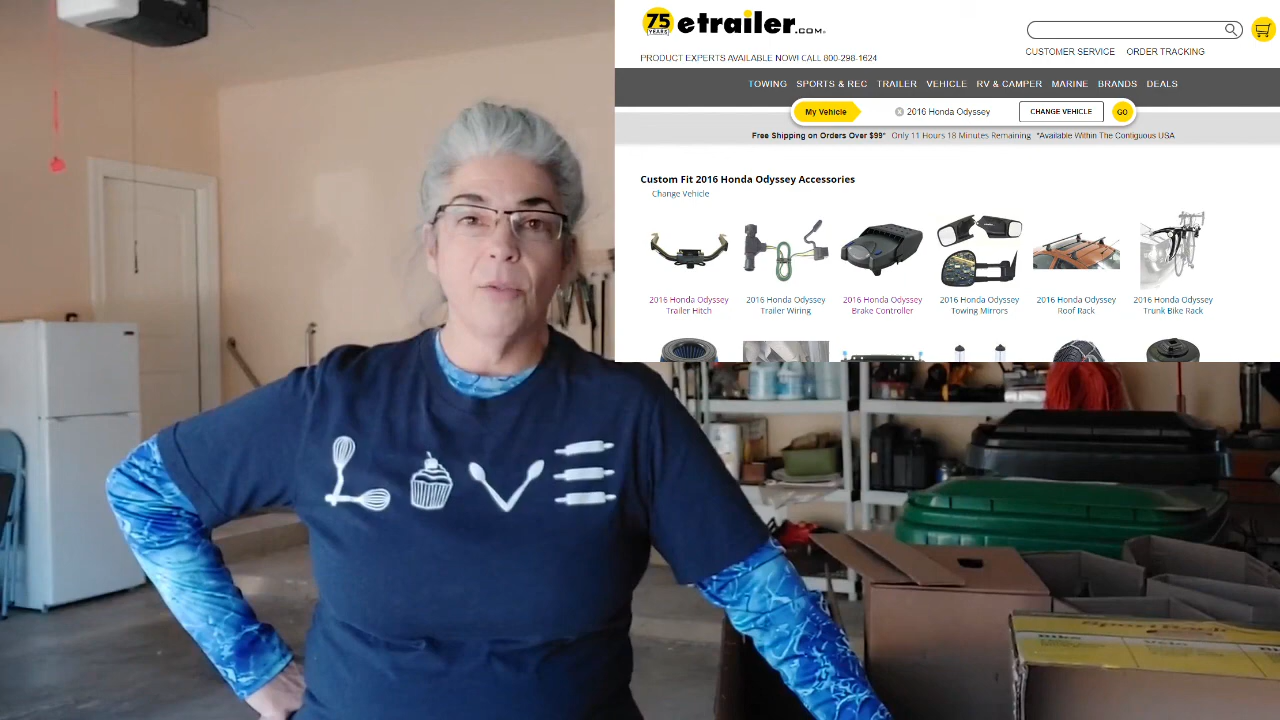 75 YEARS etrailer.com
CUSTOMER SERVICE ORDER TRACKING
PRODUCT EXPERTS AVAILABLE NOW! CALL 800-298-1624
TOWING SPORTS & REC TRAILER VEHICLE RV & CAMPER MARINE BRANDS DEALS
My Vehicle 2016 Honda Odyssey CHANGE VEHICLE GO
Free Shipping on Orders Over $99* Only 11 Hours 18 Minutes Remaining *Available Within The Contiguous USA
Custom Fit 2016 Honda Odyssey Accessories
Change Vehicle
2016 Honda Odyssey Trailer Hitch
2016 Honda Odyssey Trailer Wiring
2016 Honda Odyssey Brake Controller
2016 Honda Odyssey Towing Mirrors
2016 Honda Odyssey Roof Rack
2016 Honda Odyssey Trunk Bike Rack
LOVE
SportRack
Bike